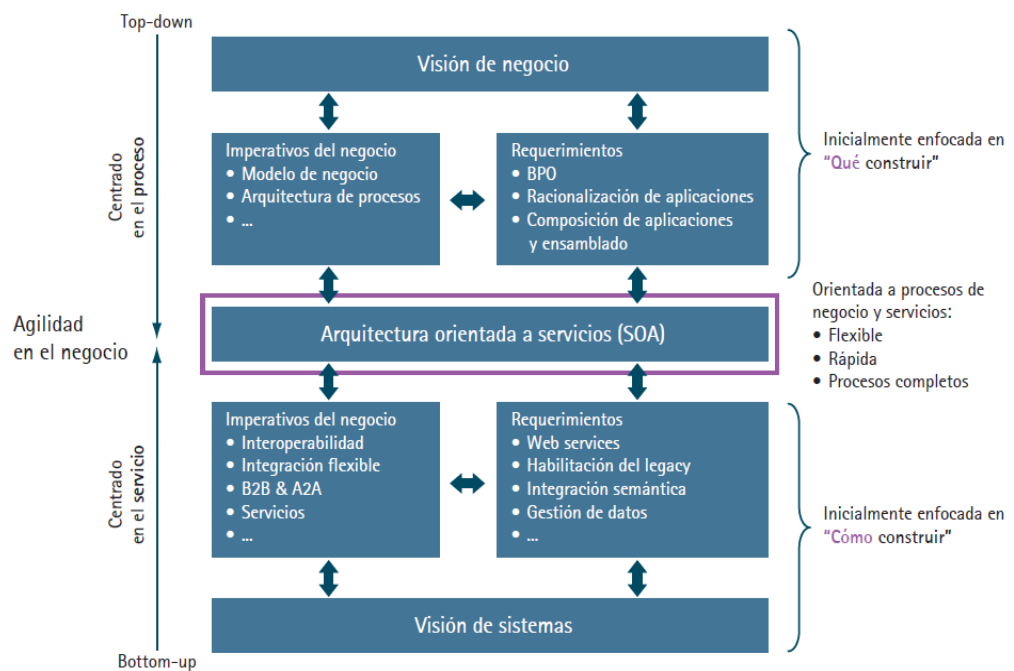 Top-down
Visión de negocio
Centrado
en el proceso
Imperativos del negocio
• Modelo de negocio
• Arquitectura de procesos
• ...
Requerimientos
• BPO
• Racionalización de aplicaciones
• Composición de aplicaciones
y ensamblado
Inicialmente enfocada en
"Qué construir"
Agilidad
en el negocio
Arquitectura orientada a servicios (SOA)
Orientada a procesos de
negocio y servicios:
• Flexible
• Rápida
• Procesos completos
Centrado
en el servicio
Imperativos del negocio
• Interoperabilidad
• Integración flexible
• B2B & A2A
• Servicios
• ...
Requerimientos
• Web services
• Habilitación del legacy
• Integración semántica
• Gestión de datos
• ...
Inicialmente enfocada en
"Cómo construir"
Visión de sistemas
Bottom-up